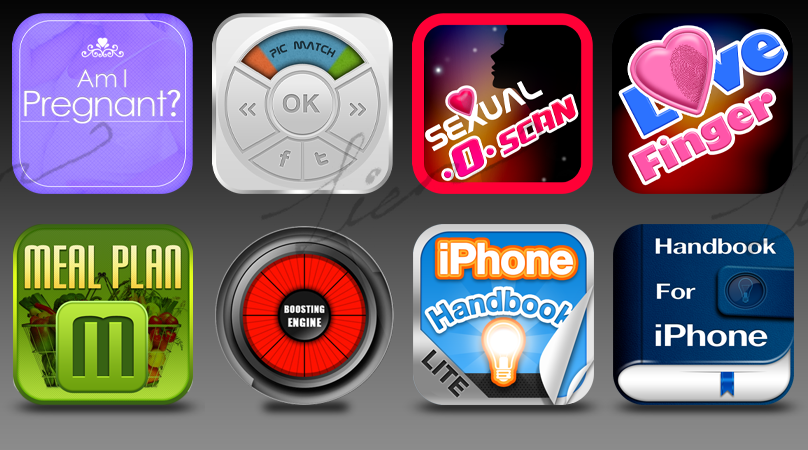 Am I
Pregnant?
PIC MATCH
OK
SEXUAL
.O. SCAN
Love
Finger
MEAL PLAN
m
BOOSTING
ENGINE
iPhone
Handbook
LITE
Handbook
For
iPhone